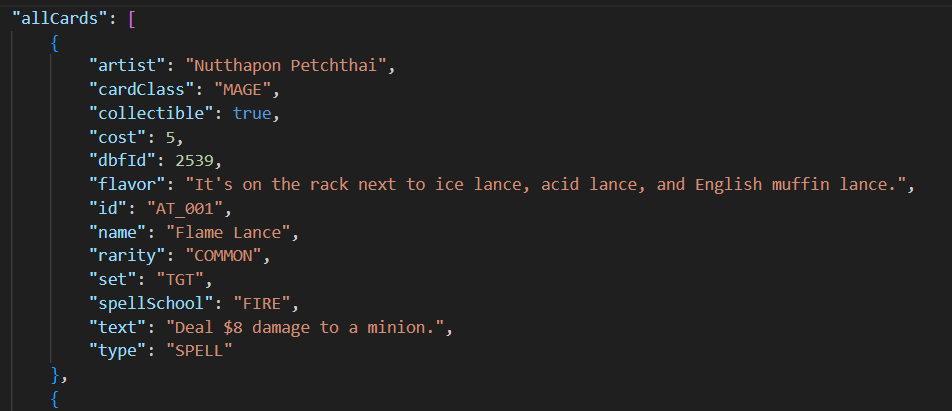 "allCards": [
{
"artist": "Nutthapon Petchthai",
"cardClass": "MAGE",
"collectible": true,
"cost": 5,
"dbfId": 2539,
"flavor": "It's on the rack next to ice lance, acid lance, and English muffin lance.",
"id": "AT_001",
"name": "Flame Lance",
"rarity": "COMMON",
"set": "TGT",
"spellSchool": "FIRE",
"text": "Deal $8 damage to a minion.",
"type": "SPELL"
},
{